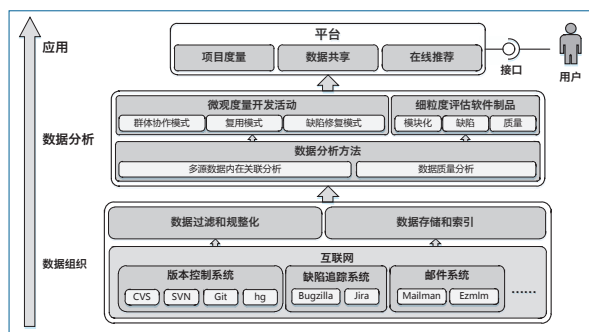 应用
平台
项目度量 数据共享 在线推荐
接口
用户
数据分析
微观度量开发活动 细粒度评估软件制品
群体协作模式 复用模式 缺陷修复模式 模块化 缺陷 质量
数据分析方法
多源数据内在关联分析 数据质量分析
数据组织
数据过滤和规整化 数据存储和索引
互联网
版本控制系统 缺陷追踪系统 邮件系统
CVS SVN Git hg Bugzilla Jira Mailman Ezmlm ……